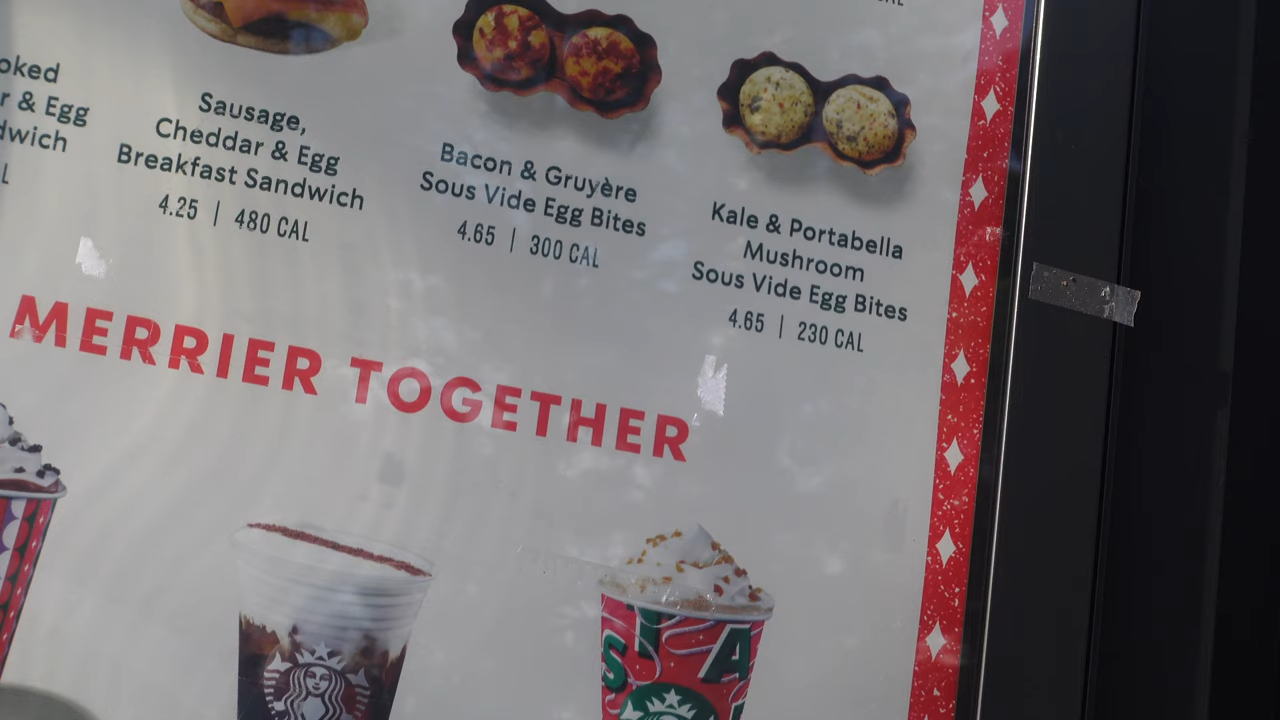 & Egg
Sausage,
Cheddar & Egg
Breakfast Sandwich
4.25 | 480 CAL
Bacon & Gruyère
Sous Vide Egg Bites
4.65 | 300 CAL
Kale & Portabella
Mushroom
Sous Vide Egg Bites
4.65 | 230 CAL
MERRIER TOGETHER